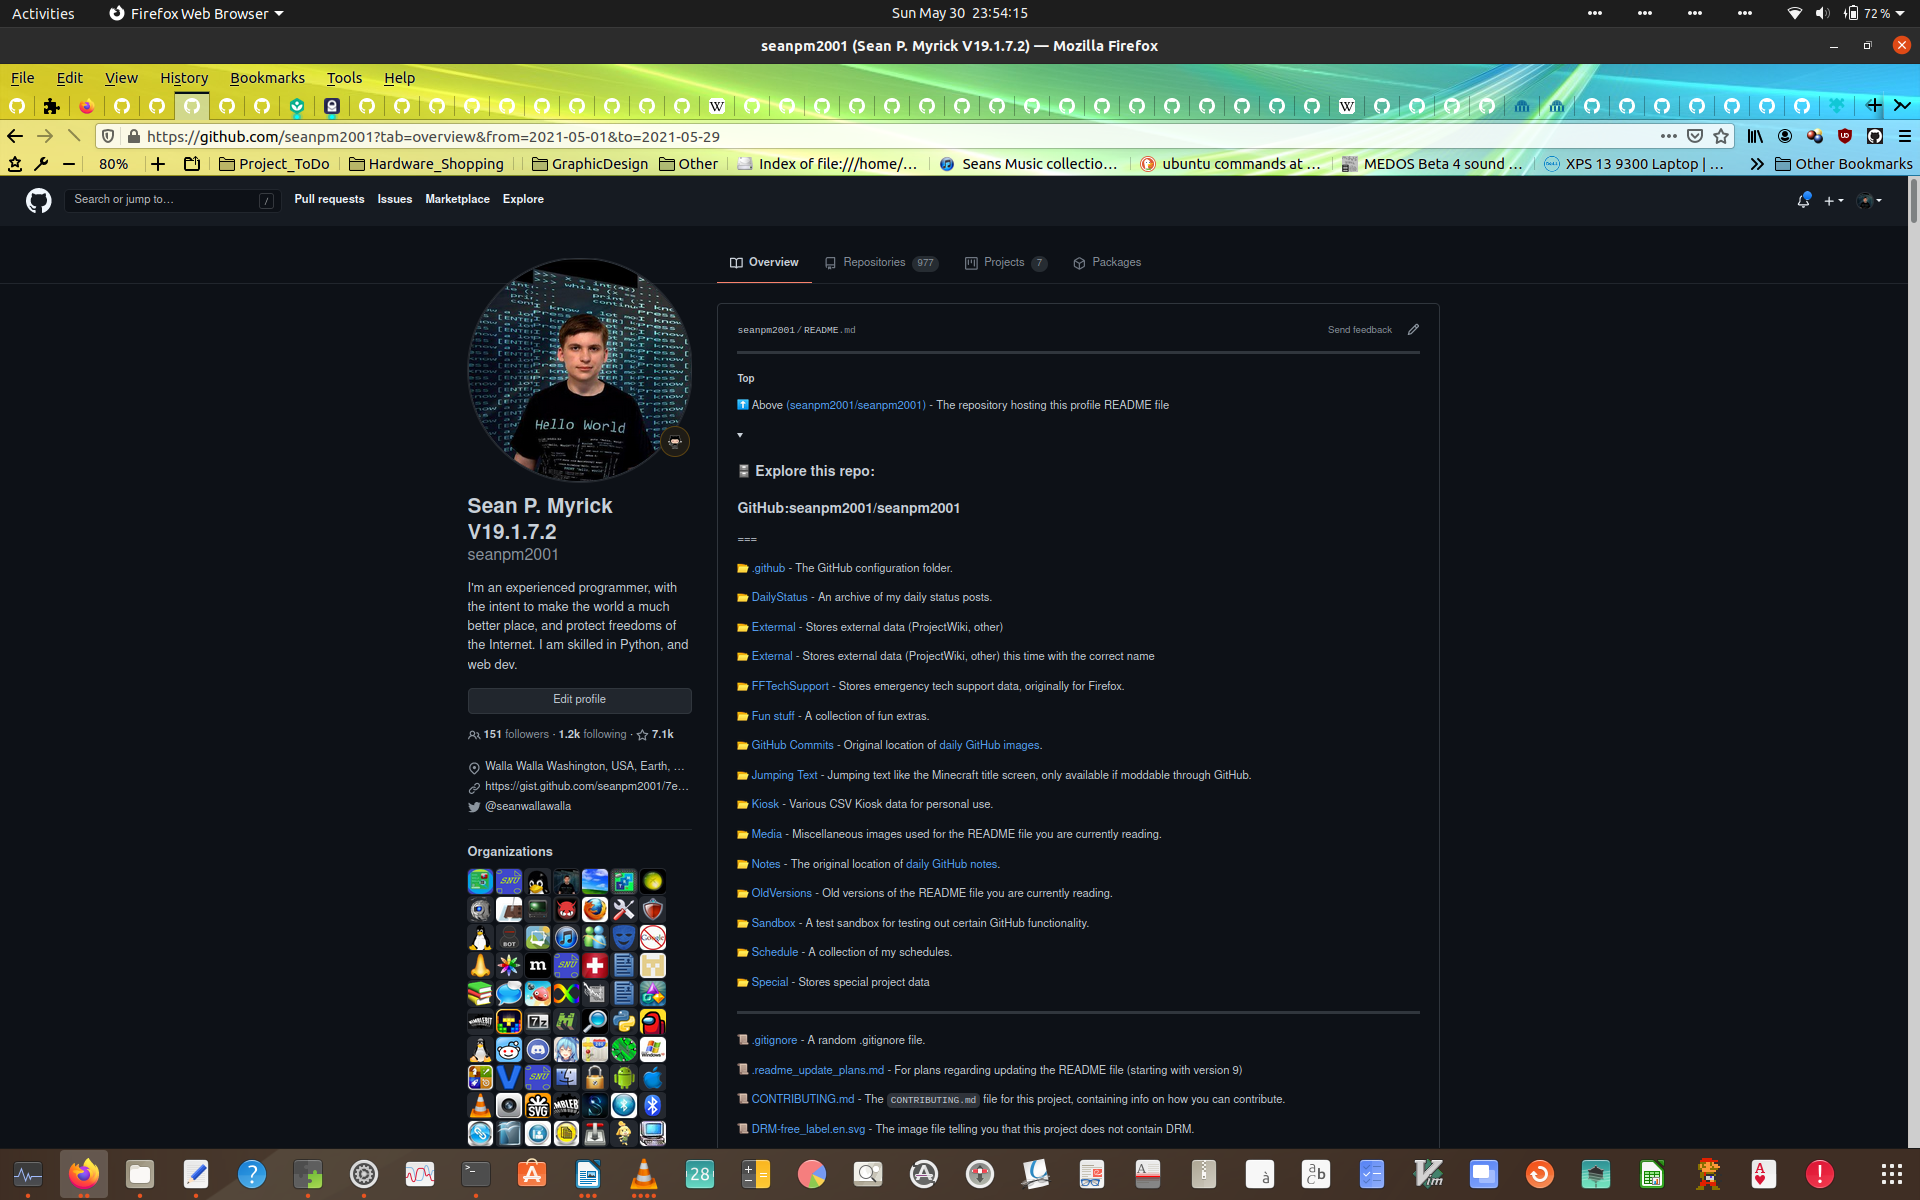 Activities Firefox Web Browser Sun May 30 23:54:15 72 %
seanpm2001 (Sean P. Myrick V19.1.7.2) — Mozilla Firefox
File Edit View History Bookmarks Tools Help
https://github.com/seanpm2001?tab=overview&from=2021-05-01&to=2021-05-29
80% Project_ToDo Hardware_Shopping GraphicDesign Other Index of file:///home/… Seans Music collectio… ubuntu commands at … MEDOS Beta 4 sound … XPS 13 9300 Laptop | … Other Bookmarks
Search or jump to… / Pull requests Issues Marketplace Explore
Overview Repositories 977 Projects 7 Packages
Hello World
Sean P. Myrick
V19.1.7.2
seanpm2001
I'm an experienced programmer, with
the intent to make the world a much
better place, and protect freedoms of
the Internet. I am skilled in Python, and
web dev.
Edit profile
151 followers · 1.2k following · 7.1k
Walla Walla Washington, USA, Earth, …
https://gist.github.com/seanpm2001/7e…
@seanwallawalla
Organizations
seanpm2001/README.md Send feedback
Top
Above (seanpm2001/seanpm2001) - The repository hosting this profile README file
Explore this repo:
GitHub:seanpm2001/seanpm2001
===
.github - The GitHub configuration folder.
DailyStatus - An archive of my daily status posts.
Extermal - Stores external data (ProjectWiki, other)
External - Stores external data (ProjectWiki, other) this time with the correct name
FFTechSupport - Stores emergency tech support data, originally for Firefox.
Fun stuff - A collection of fun extras.
GitHub Commits - Original location of daily GitHub images.
Jumping Text - Jumping text like the Minecraft title screen, only available if moddable through GitHub.
Kiosk - Various CSV Kiosk data for personal use.
Media - Miscellaneous images used for the README file you are currently reading.
Notes - The original location of daily GitHub notes.
OldVersions - Old versions of the README file you are currently reading.
Sandbox - A test sandbox for testing out certain GitHub functionality.
Schedule - A collection of my schedules.
Special - Stores special project data
.gitignore - A random .gitignore file.
.readme_update_plans.md - For plans regarding updating the README file (starting with version 9)
CONTRIBUTING.md - The CONTRIBUTING.md file for this project, containing info on how you can contribute.
DRM-free_label.en.svg - The image file telling you that this project does not contain DRM.
28